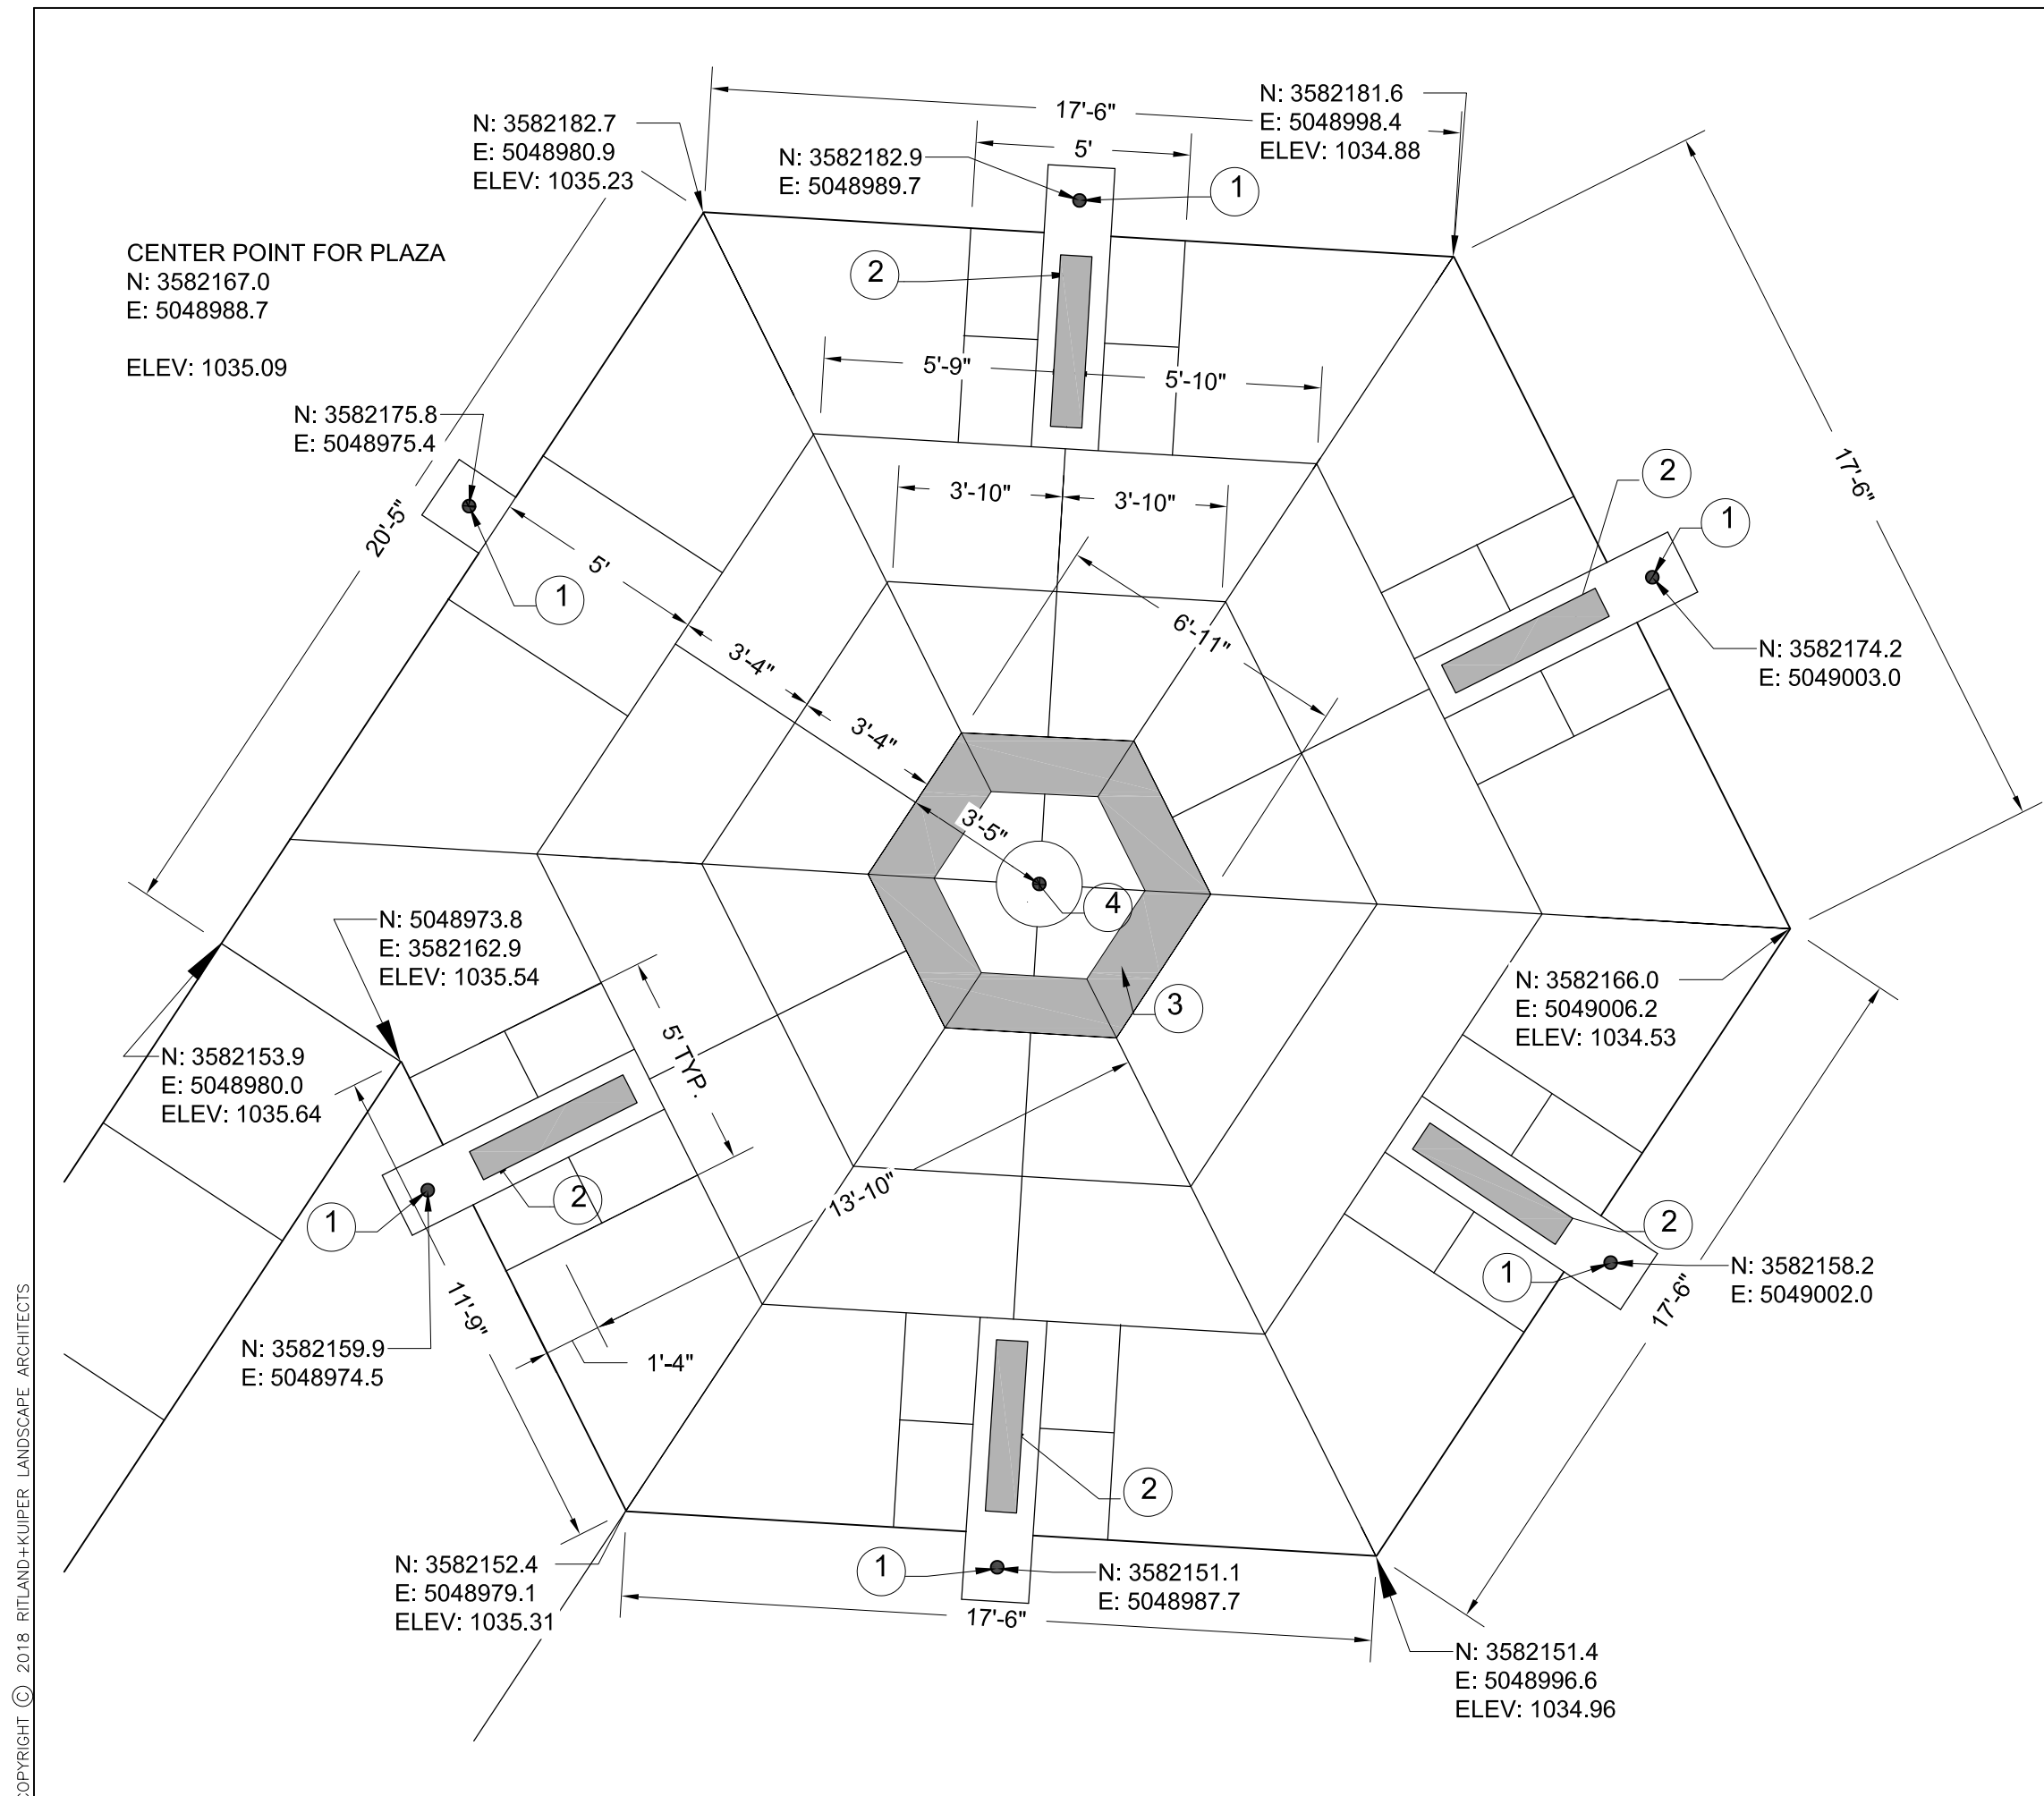 17'-6"
N: 3582181.6
E: 5048998.4
ELEV: 1034.88
N: 3582182.7
E: 5048980.9
ELEV: 1035.23
5'
N: 3582182.9
E: 5048989.7
1
CENTER POINT FOR PLAZA
N: 3582167.0
E: 5048988.7
ELEV: 1035.09
2
5'-9"
5'-10"
N: 3582175.8
E: 5048975.4
17'-6"
2
1
3'-10"
3'-10"
20'-5"
5'
1
6'-11"
3'-4"
N: 3582174.2
E: 5049003.0
3'-4"
3'-5"
4
N: 5048973.8
E: 3582162.9
ELEV: 1035.54
N: 3582166.0
E: 5049006.2
ELEV: 1034.53
3
N: 3582153.9
E: 5048980.0
ELEV: 1035.64
5' TYP.
13'-10"
2
1
2
1
N: 3582158.2
E: 5049002.0
17'-6"
11'-9"
N: 3582159.9
E: 5048974.5
1'-4"
2
N: 3582152.4
E: 5048979.1
ELEV: 1035.31
1
N: 3582151.1
E: 5048987.7
17'-6"
N: 3582151.4
E: 5048996.6
ELEV: 1034.96
COPYRIGHT © 2018 RITLAND+KUIPER LANDSCAPE ARCHITECTS